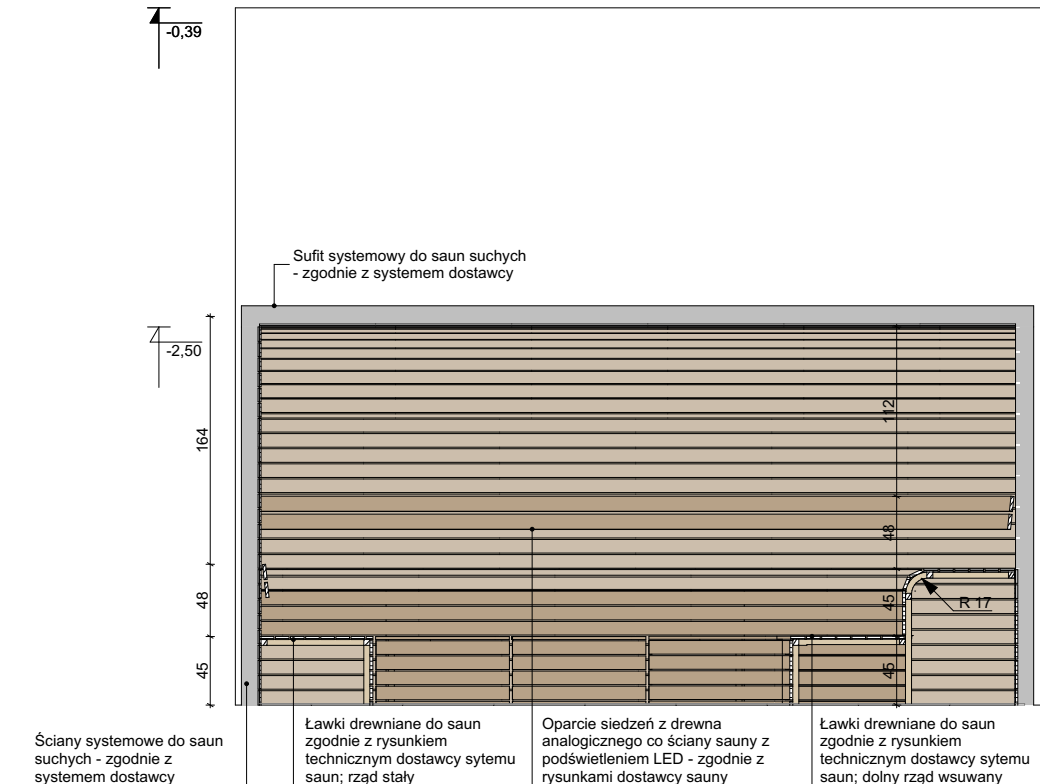 -0,39
Sufit systemowy do saun suchych
- zgodnie z systemem dostawcy
-2,50
112
164
48
48
45
R 17
45
45
Ściany systemowe do saun
suchych - zgodnie z
systemem dostawcy
Ławki drewniane do saun
zgodnie z rysunkiem
technicznym dostawcy sytemu
saun; rząd stały
Oparcie siedzeń z drewna
analogicznego co ściany sauny z
podświetleniem LED - zgodnie z
rysunkami dostawcy sauny
Ławki drewniane do saun
zgodnie z rysunkiem
technicznym dostawcy sytemu
saun; dolny rząd wsuwany